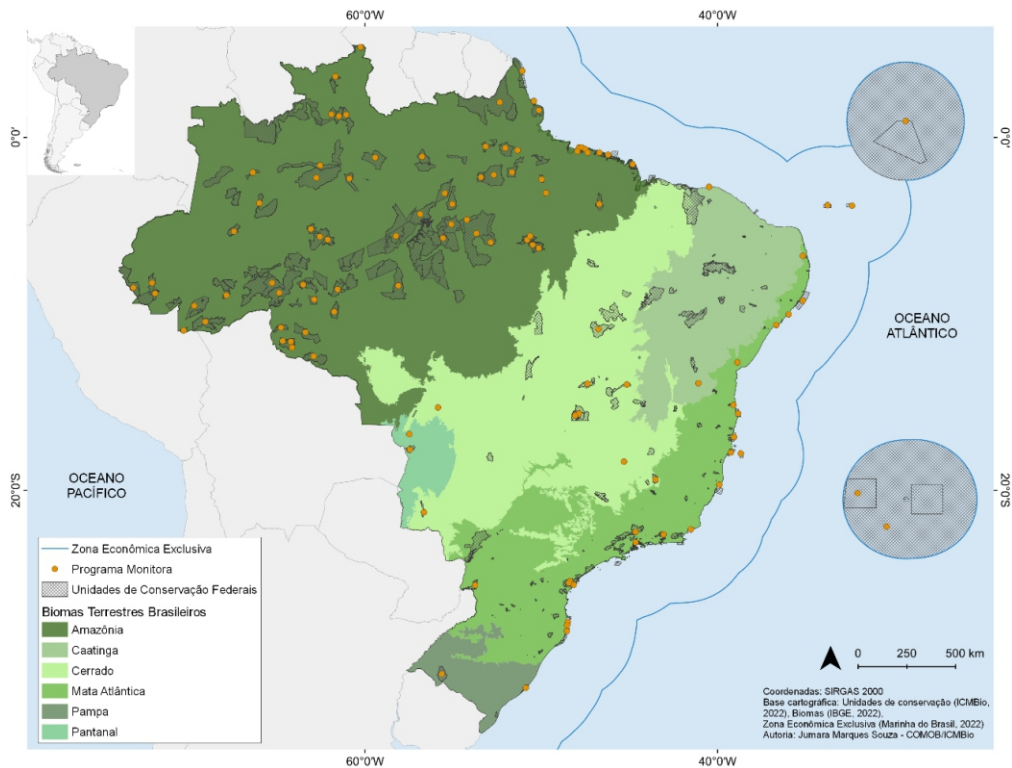 60°0'W
40°0'W
0°0'
0°0'
OCEANO
ATLÂNTICO
OCEANO
PACÍFICO
20°0'S
20°0'S
Zona Econômica Exclusiva
Programa Monitora
Unidades de Conservação Federais
Biomas Terrestres Brasileiros
Amazônia
Caatinga
Cerrado
Mata Atlântica
Pampa
Pantanal
0 250 500 km
Coordenadas: SIRGAS 2000
Base cartográfica: Unidades de conservação (ICMBio,
2022), Biomas (IBGE, 2022),
Zona Econômica Exclusiva (Marinha do Brasil, 2022)
Autoria: Jumara Marques Souza - COMOB/ICMBio
60°0'W
40°0'W